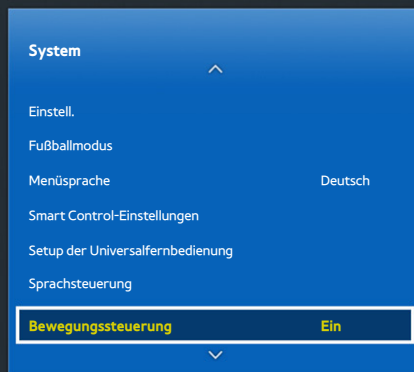 System
Einstell.
Fußballmodus
Menüsprache Deutsch
Smart Control-Einstellungen
Setup der Universalfernbedienung
Sprachsteuerung
Bewegungssteuerung Ein